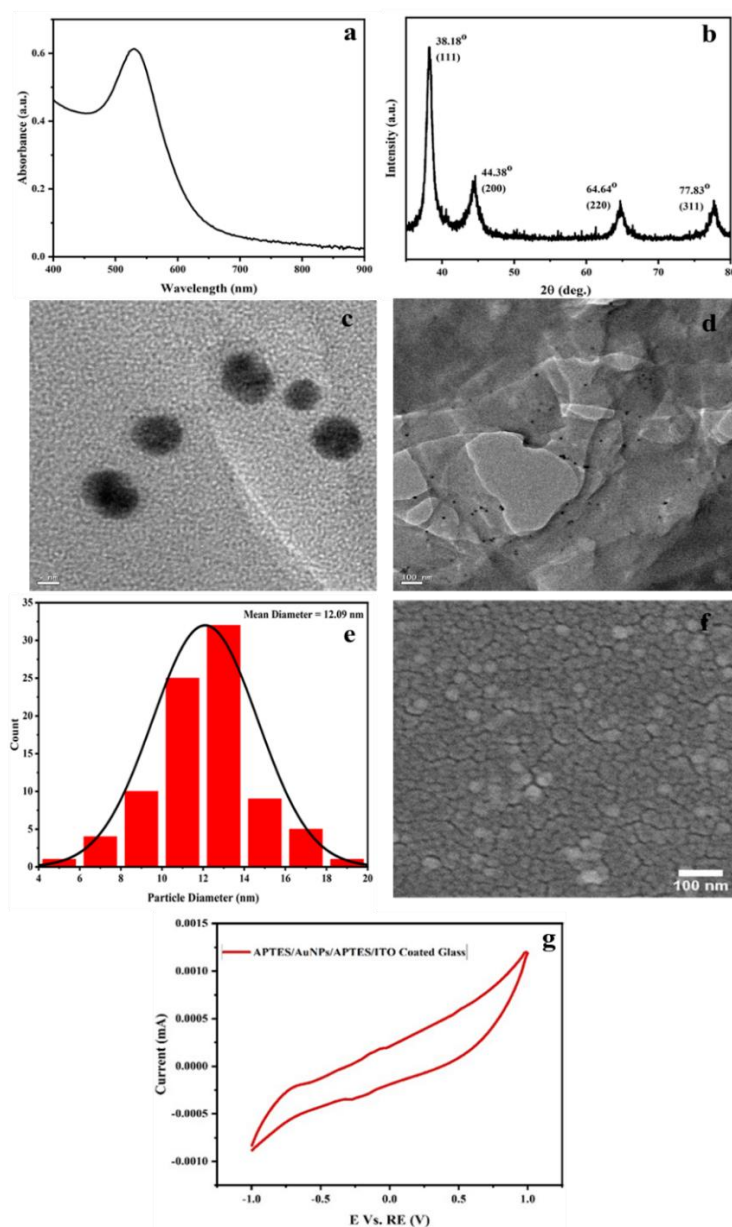 a
0.6
0.4
0.2
0.0
Absorbance (a.u.)
400
500
600
700
800
900
Wavelength (nm)
b
38.18°
(111)
44.38°
(200)
64.64°
(220)
77.83°
(311)
Intensity (a.u.)
40
50
60
70
80
2θ (deg.)
c
5 nm
d
100 nm
e
Mean Diameter = 12.09 nm
35
30
25
20
15
10
5
0
Count
4
6
8
10
12
14
16
18
20
Particle Diameter (nm)
f
100 nm
g
APTES/AuNPs/APTES/ITO Coated Glass
0.0015
0.0010
0.0005
0.0000
-0.0005
-0.0010
Current (mA)
-1.0
-0.5
0.0
0.5
1.0
E Vs. RE (V)